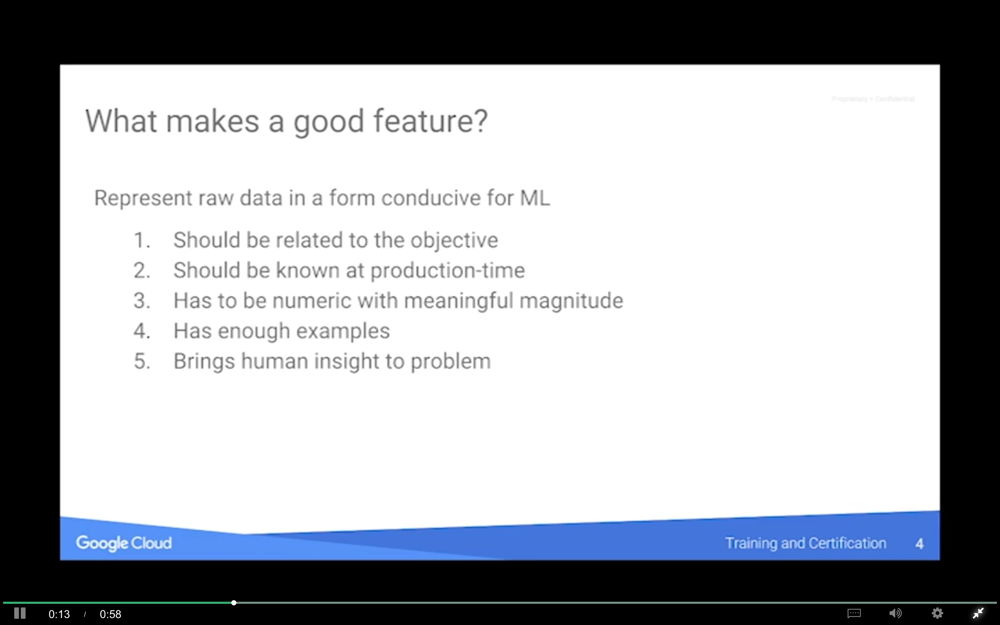 Proprietary + Confidential
What makes a good feature?
Represent raw data in a form conducive for ML
1. Should be related to the objective
2. Should be known at production-time
3. Has to be numeric with meaningful magnitude
4. Has enough examples
5. Brings human insight to problem
Google Cloud
Training and Certification 4
0:13 / 0:58